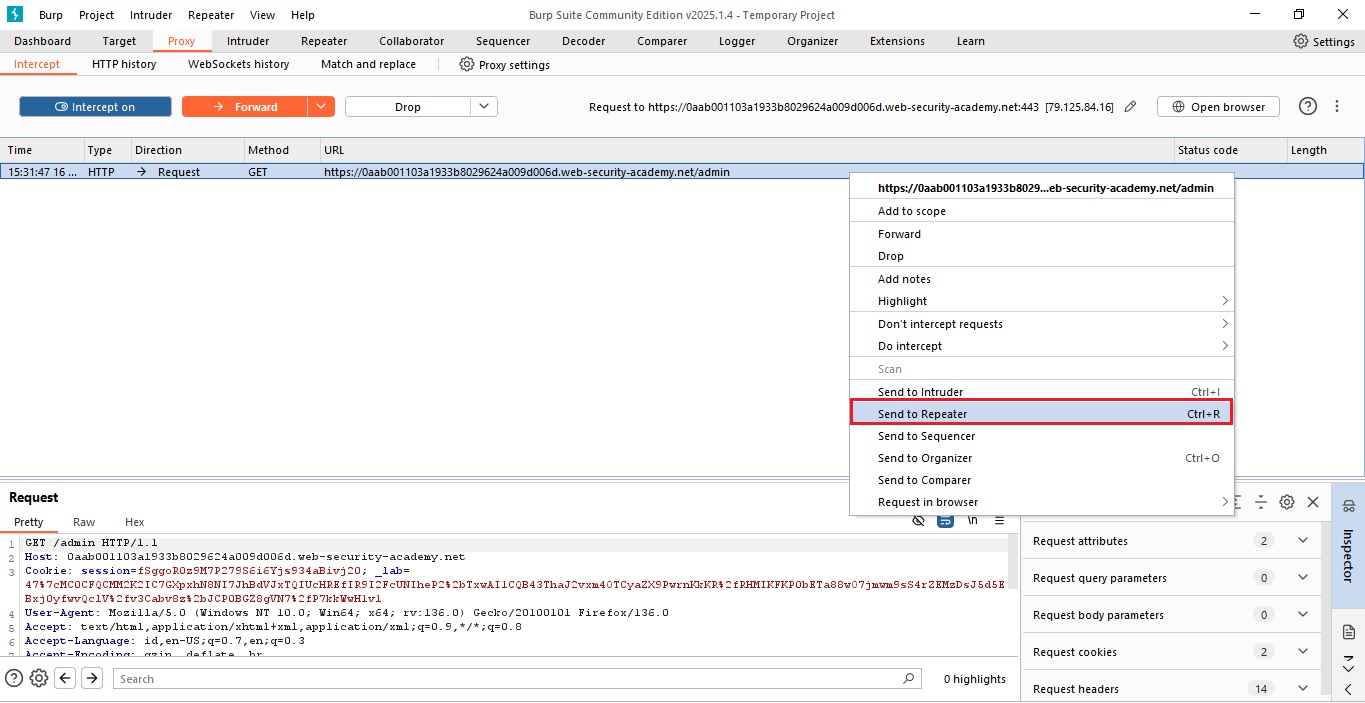 Burp Project Intruder Repeater View Help Burp Suite Community Edition v2025.1.4 - Temporary Project
Dashboard Target Proxy Intruder Repeater Collaborator Sequencer Decoder Comparer Logger Organizer Extensions Learn Settings
Intercept HTTP history WebSockets history Match and replace Proxy settings
Intercept on Forward Drop Request to https://0aab001103a1933b8029624a009d006d.web-security-academy.net:443 [79.125.84.16] Open browser
Time Type Direction Method URL Status code Length
15:31:47 16 ... HTTP Request GET https://0aab001103a1933b8029624a009d006d.web-security-academy.net/admin
https://0aab001103a1933b8029...eb-security-academy.net/admin
Add to scope
Forward
Drop
Add notes
Highlight
Don't intercept requests
Do intercept
Scan
Send to Intruder Ctrl+I
Send to Repeater Ctrl+R
Send to Sequencer
Send to Organizer Ctrl+O
Send to Comparer
Request in browser
Request
Pretty Raw Hex \n
1 GET /admin HTTP/1.1
2 Host: 0aab001103a1933b8029624a009d006d.web-security-academy.net
3 Cookie: session=fSggoROz9M7P279S6i6Yjs934aBivj20; _lab=
4 User-Agent: Mozilla/5.0 (Windows NT 10.0; Win64; x64; rv:136.0) Gecko/20100101 Firefox/136.0
5 Accept: text/html,application/xhtml+xml,application/xml;q=0.9,*/*;q=0.8
6 Accept-Language: id,en-US;q=0.7,en;q=0.3
7 Accept-Encoding: gzip, deflate, br
Search 0 highlights
Request attributes 2
Request query parameters 0
Request body parameters 0
Request cookies 2
Request headers 14
Inspector